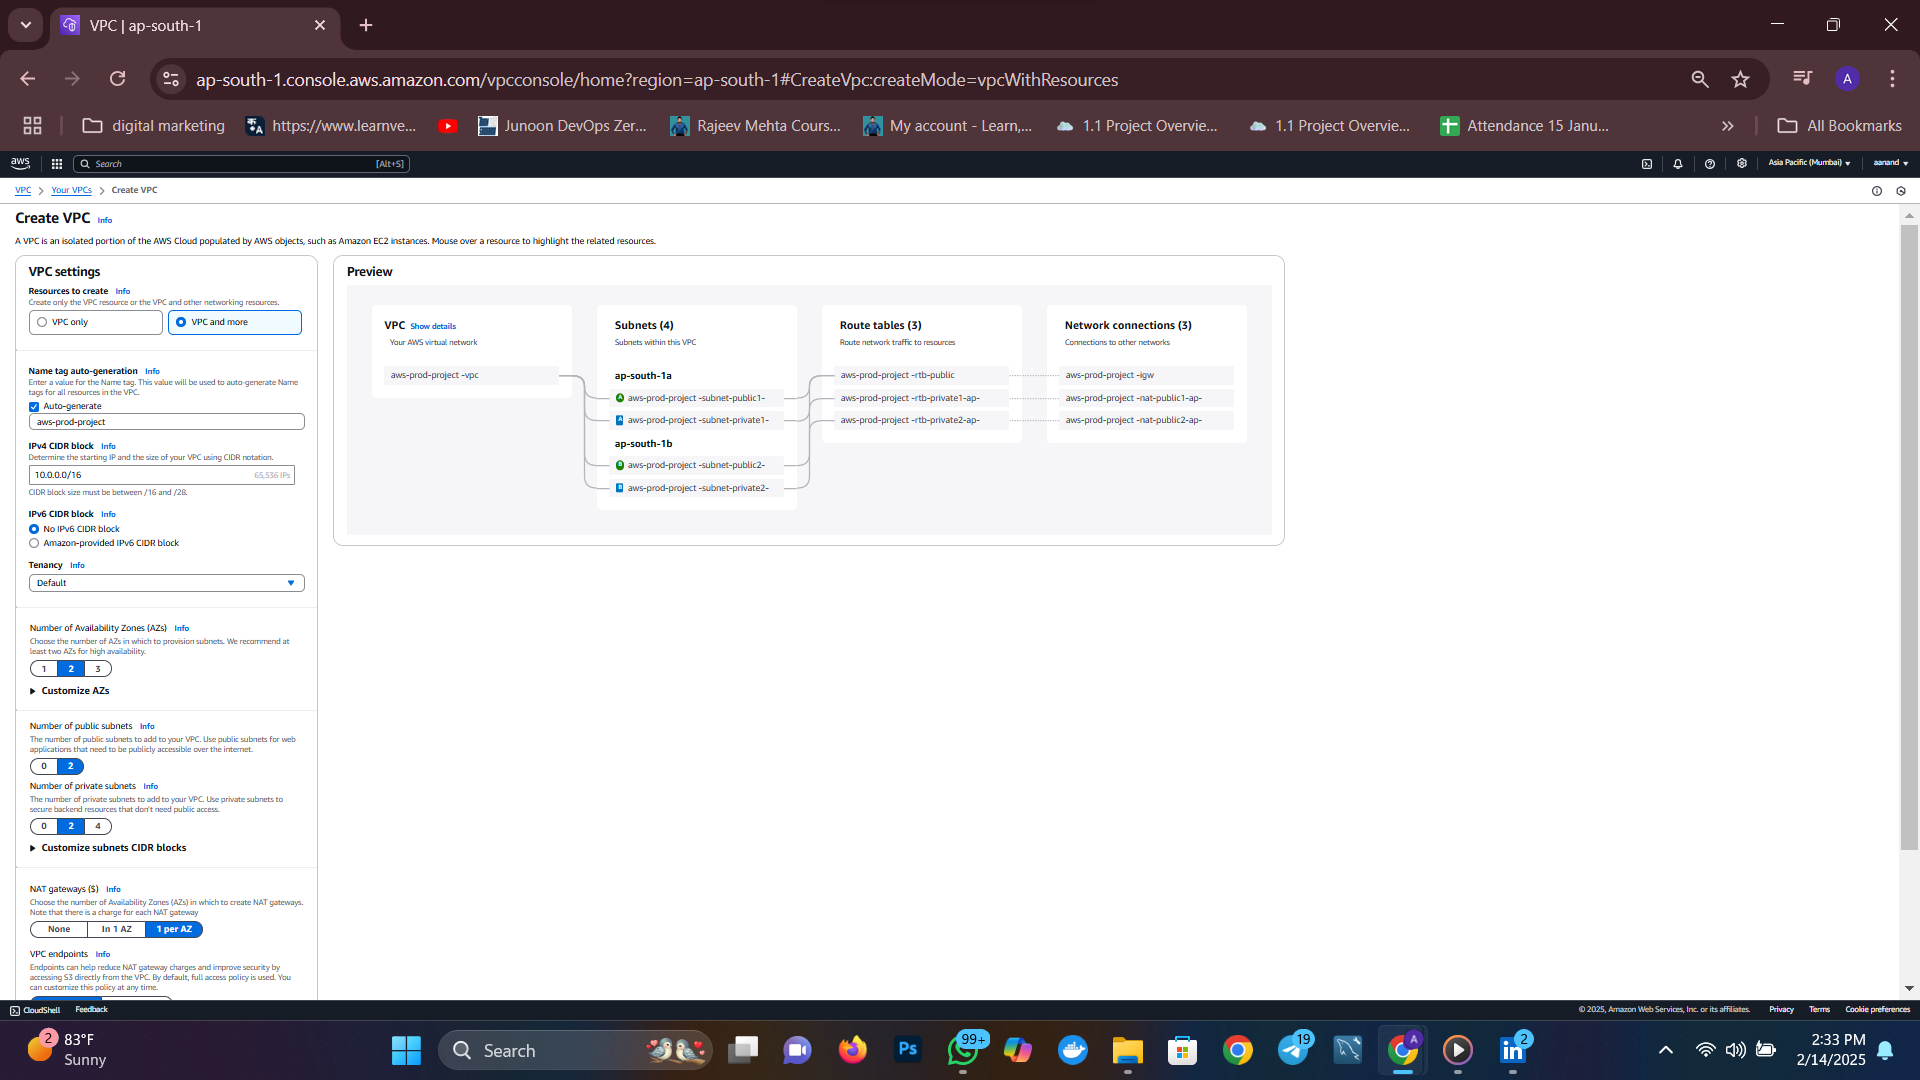 VPC | ap-south-1
ap-south-1.console.aws.amazon.com/vpcconsole/home?region=ap-south-1#CreateVpc:createMode=vpcWithResources
A
digital marketing
https://www.learnve...
Junoon DevOps Zer...
Rajeev Mehta Cours...
My account - Learn,...
1.1 Project Overvie...
1.1 Project Overvie...
Attendance 15 Janu...
All Bookmarks
aws
Search [Alt+S]
Asia Pacific (Mumbai)
aanand
VPC > Your VPCs > Create VPC
Create VPC Info
A VPC is an isolated portion of the AWS Cloud populated by AWS objects, such as Amazon EC2 instances. Mouse over a resource to highlight the related resources.
VPC settings
Resources to create Info
Create only the VPC resource or the VPC and other networking resources.
VPC only
VPC and more
Name tag auto-generation Info
Enter a value for the Name tag. This value will be used to auto-generate Name
tags for all resources in the VPC.
Auto-generate
aws-prod-project
IPv4 CIDR block Info
Determine the starting IP and the size of your VPC using CIDR notation.
10.0.0.0/16 65,536 IPs
CIDR block size must be between /16 and /28.
IPv6 CIDR block Info
No IPv6 CIDR block
Amazon-provided IPv6 CIDR block
Tenancy Info
Default
Number of Availability Zones (AZs) Info
Choose the number of AZs in which to provision subnets. We recommend at
least two AZs for high availability.
1 2 3
Customize AZs
Number of public subnets Info
The number of public subnets to add to your VPC. Use public subnets for web
applications that need to be publicly accessible over the internet.
0 2
Number of private subnets Info
The number of private subnets to add to your VPC. Use private subnets to
secure backend resources that don't need public access.
0 2 4
Customize subnets CIDR blocks
NAT gateways ($) Info
Choose the number of Availability Zones (AZs) in which to create NAT gateways.
Note that there is a charge for each NAT gateway
None In 1 AZ 1 per AZ
VPC endpoints Info
Endpoints can help reduce NAT gateway charges and improve security by
accessing S3 directly from the VPC. By default, full access policy is used. You
can customize this policy at any time.
Preview
VPC Show details
Your AWS virtual network
aws-prod-project -vpc
Subnets (4)
Subnets within this VPC
ap-south-1a
A aws-prod-project -subnet-public1-
A aws-prod-project -subnet-private1-
ap-south-1b
B aws-prod-project -subnet-public2-
B aws-prod-project -subnet-private2-
Route tables (3)
Route network traffic to resources
aws-prod-project -rtb-public
aws-prod-project -rtb-private1-ap-
aws-prod-project -rtb-private2-ap-
Network connections (3)
Connections to other networks
aws-prod-project -igw
aws-prod-project -nat-public1-ap-
aws-prod-project -nat-public2-ap-
CloudShell Feedback
© 2025, Amazon Web Services, Inc. or its affiliates. Privacy Terms Cookie preferences
2
83°F
Sunny
Search
Ps
99+
19
A
2
in
2:33 PM
2/14/2025